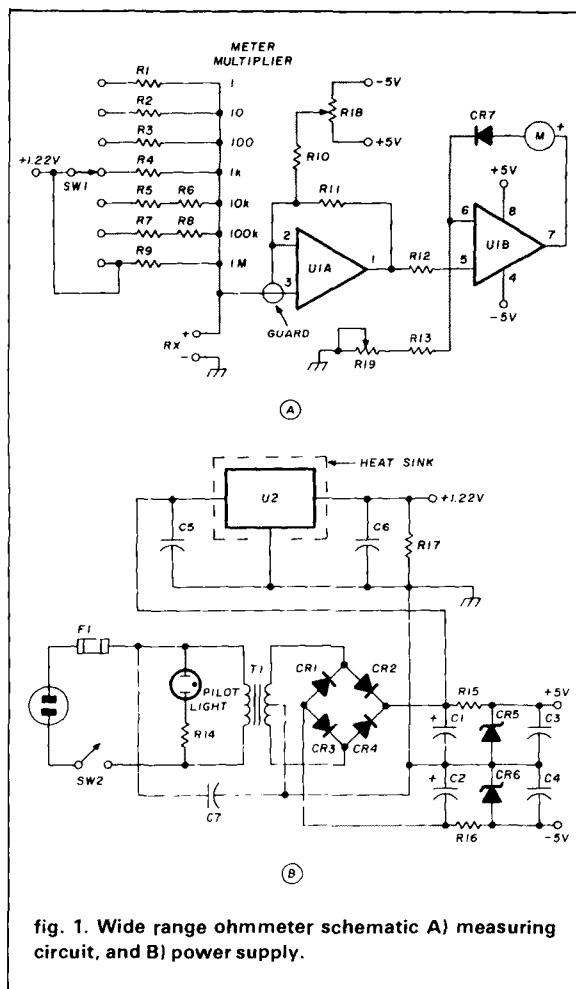 METER
MULTIPLIER
R1 1
R2 10
R3 100
+1.22V SW1 R4 1k
R5 R6 10k
R7 R8 100k
R9 1M
-5V
R18
+5V
R10
R11
2
3
U1A
1
GUARD
R12
CR7
M
+
+5V
8
6
5
U1B
7
4
-5V
+
RX
-
R19
R13
A
HEAT SINK
U2
+1.22V
C5
C6
R17
F1
T1
PILOT
LIGHT
R14
SW2
C7
CR1
CR2
CR3
CR4
R15
+5V
+
C1
CR5
C3
+
C2
CR6
C4
R16
-5V
B
fig. 1. Wide range ohmmeter schematic A) measuring
circuit, and B) power supply.